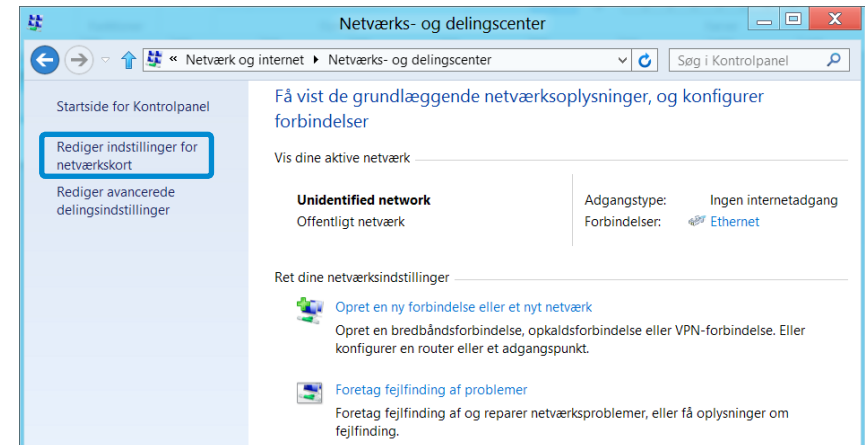 Netværks- og delingscenter
« Netværk og internet ▸ Netværks- og delingscenter
Søg i Kontrolpanel
Startside for Kontrolpanel
Rediger indstillinger for
netværkskort
Rediger avancerede
delingsindstillinger
Få vist de grundlæggende netværksoplysninger, og konfigurer
forbindelser
Vis dine aktive netværk
Unidentified network
Offentligt netværk
Adgangstype: Ingen internetadgang
Forbindelser: Ethernet
Ret dine netværksindstillinger
Opret en ny forbindelse eller et nyt netværk
Opret en bredbåndsforbindelse, opkaldsforbindelse eller VPN-forbindelse. Eller
konfigurer en router eller et adgangspunkt.
Foretag fejlfinding af problemer
Foretag fejlfinding af og reparer netværksproblemer, eller få oplysninger om
fejlfinding.